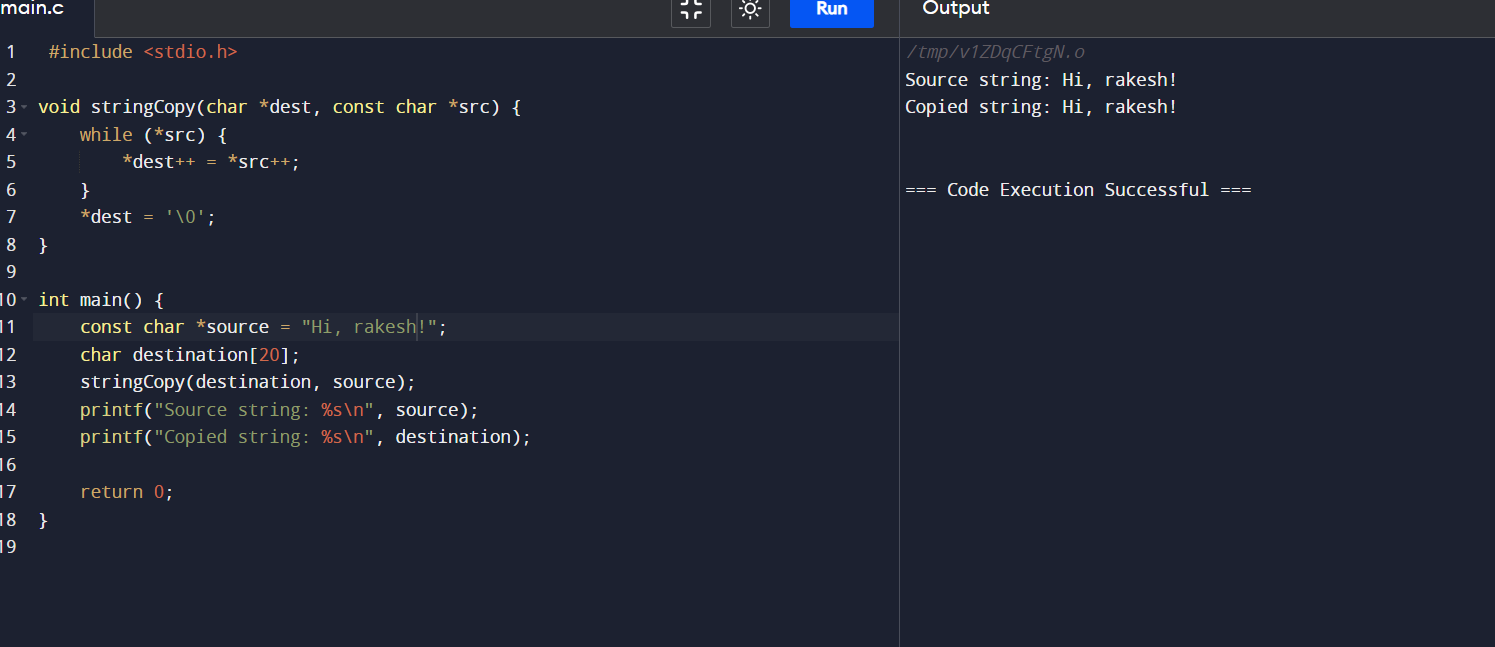 main.c
Run
Output
1 #include <stdio.h>
2
3 void stringCopy(char *dest, const char *src) {
4     while (*src) {
5         *dest++ = *src++;
6     }
7     *dest = '\0';
8 }
9
10 int main() {
11     const char *source = "Hi, rakesh!";
12     char destination[20];
13     stringCopy(destination, source);
14     printf("Source string: %s\n", source);
15     printf("Copied string: %s\n", destination);
16
17     return 0;
18 }
19
/tmp/v1ZDqCFtgN.o
Source string: Hi, rakesh!
Copied string: Hi, rakesh!
=== Code Execution Successful ===